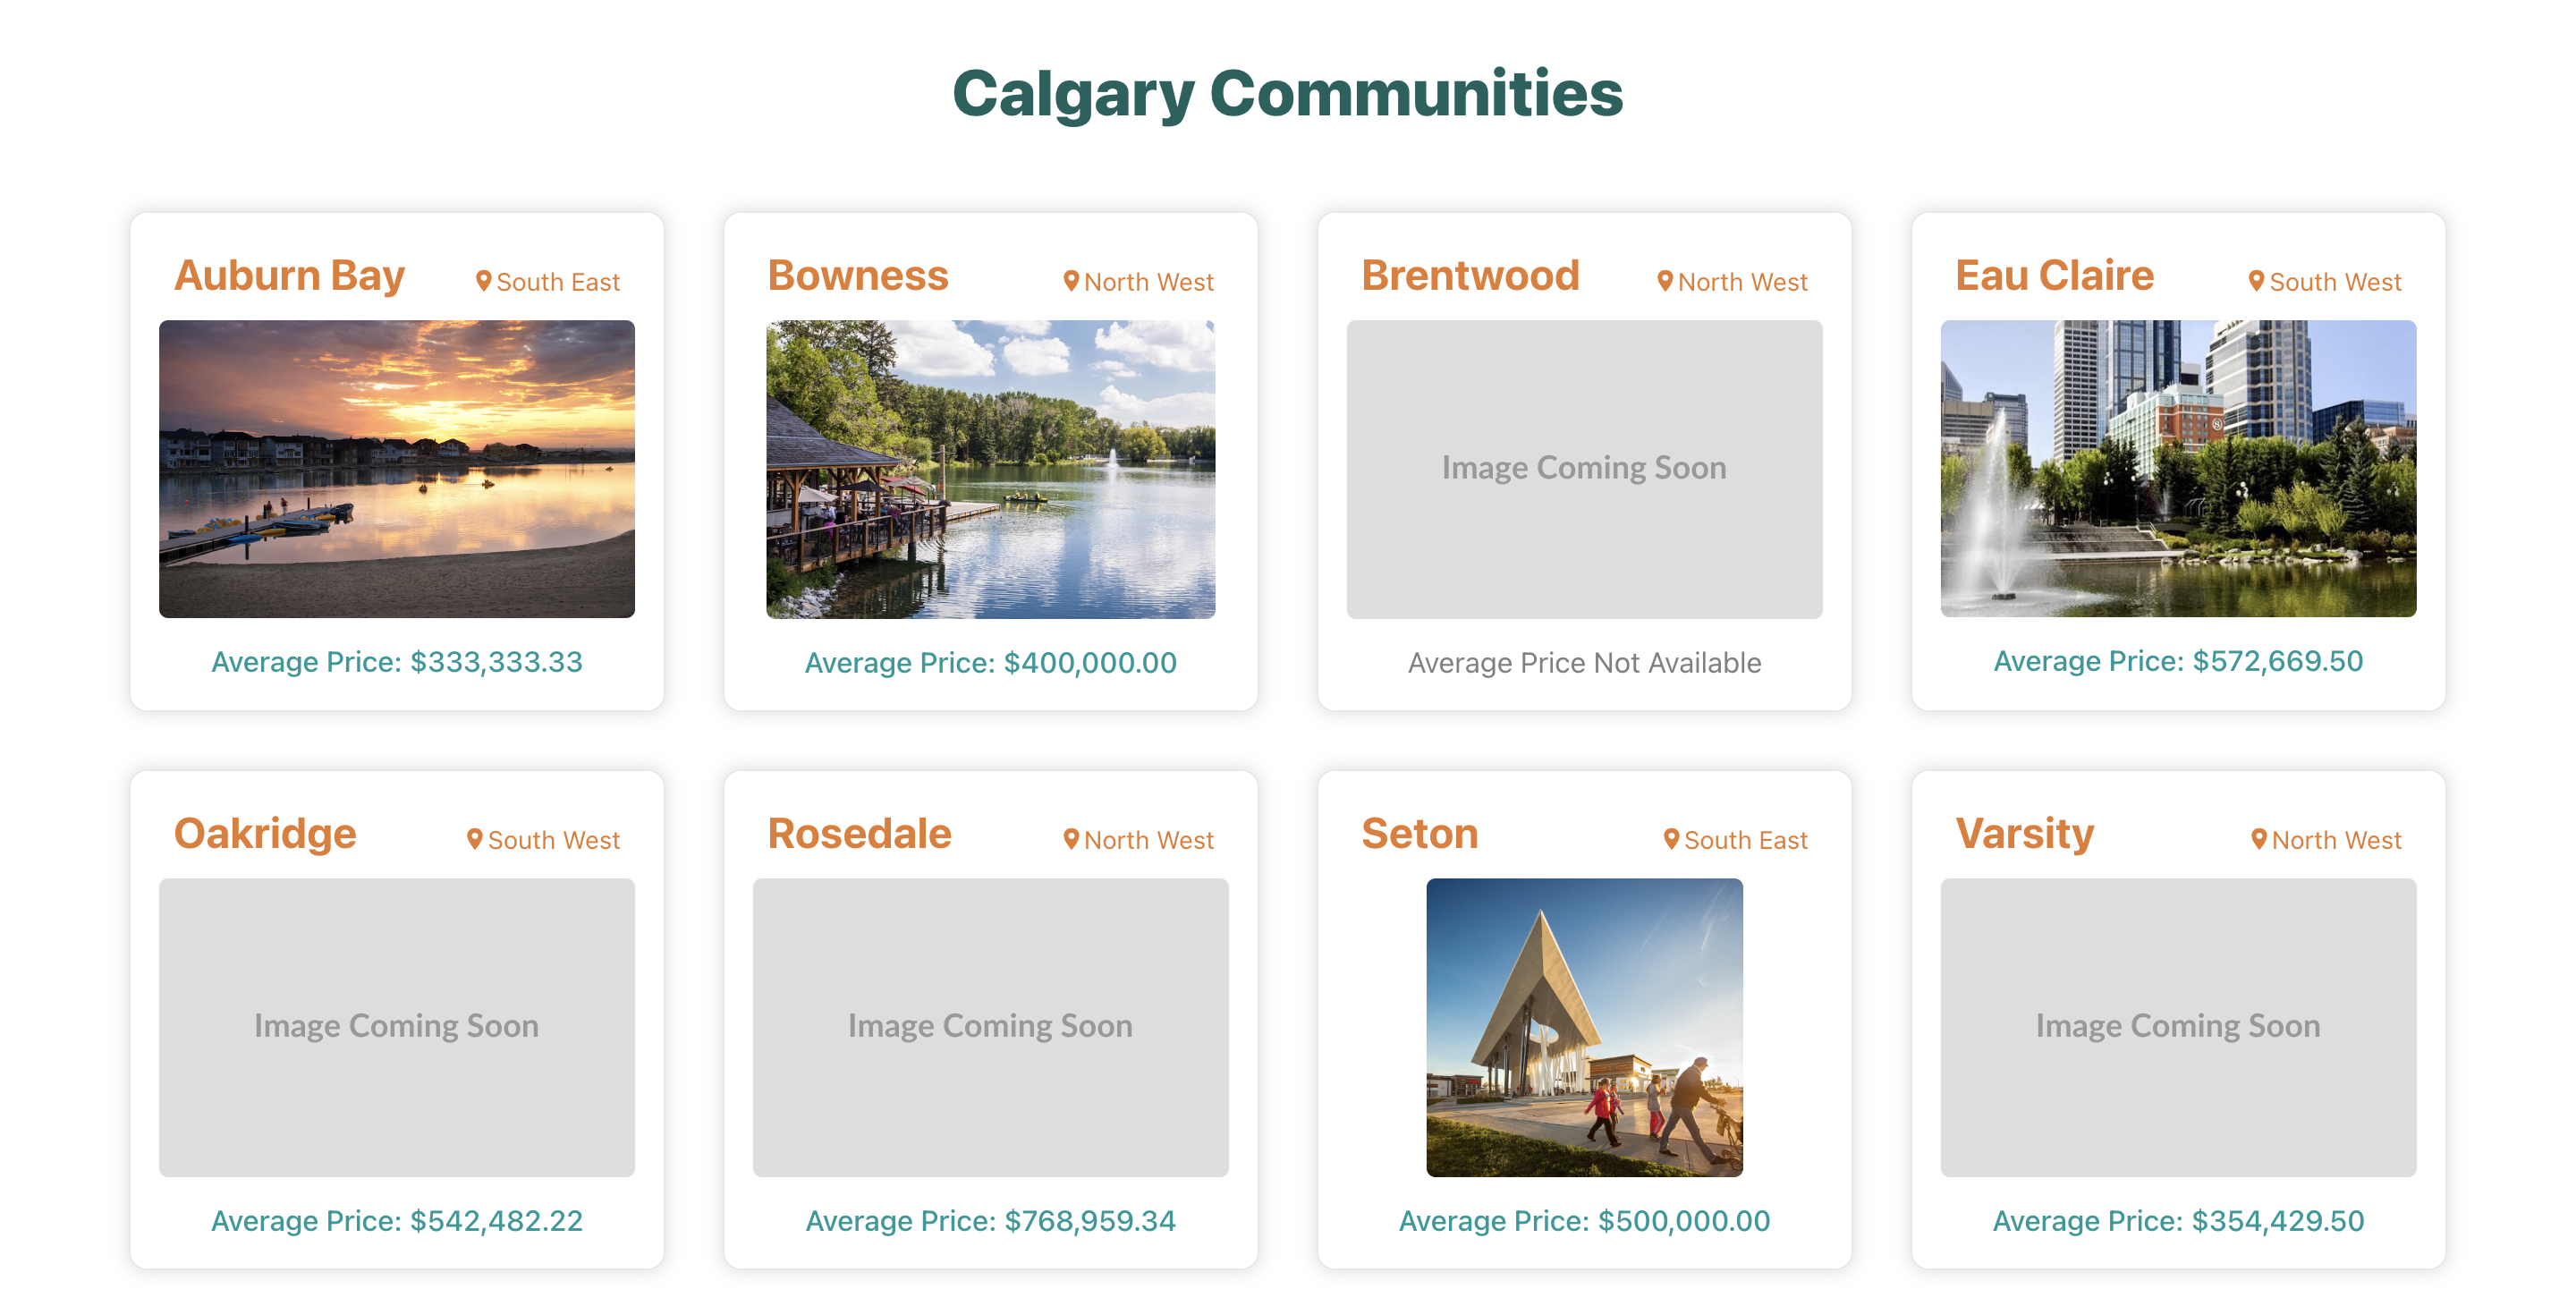 Calgary Communities
Auburn Bay South East
Average Price: $333,333.33
Bowness North West
Average Price: $400,000.00
Brentwood North West
Image Coming Soon
Average Price Not Available
Eau Claire South West
Average Price: $572,669.50
Oakridge South West
Image Coming Soon
Average Price: $542,482.22
Rosedale North West
Image Coming Soon
Average Price: $768,959.34
Seton South East
Average Price: $500,000.00
Varsity North West
Image Coming Soon
Average Price: $354,429.50